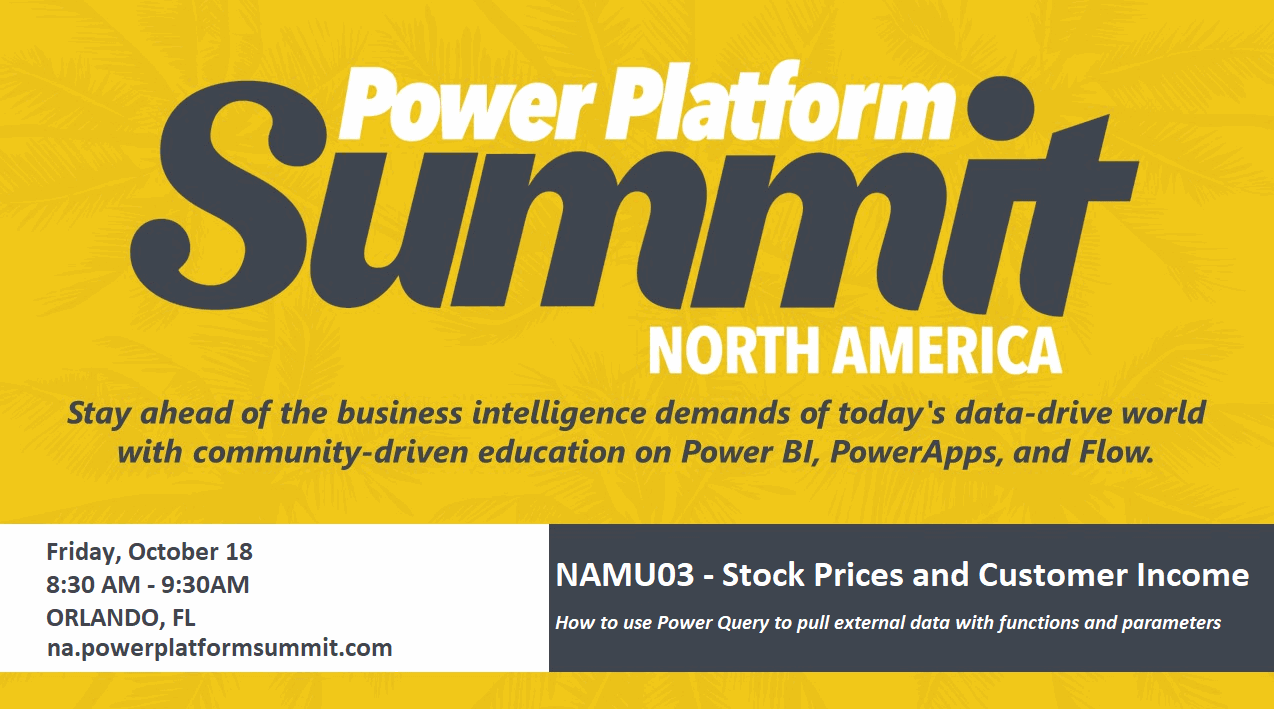 Power Platform
Summit
NORTH AMERICA
Stay ahead of the business intelligence demands of today's data-drive world
with community-driven education on Power BI, PowerApps, and Flow.
Friday, October 18
8:30 AM - 9:30AM
ORLANDO, FL
na.powerplatformsummit.com
NAMU03 - Stock Prices and Customer Income
How to use Power Query to pull external data with functions and parameters